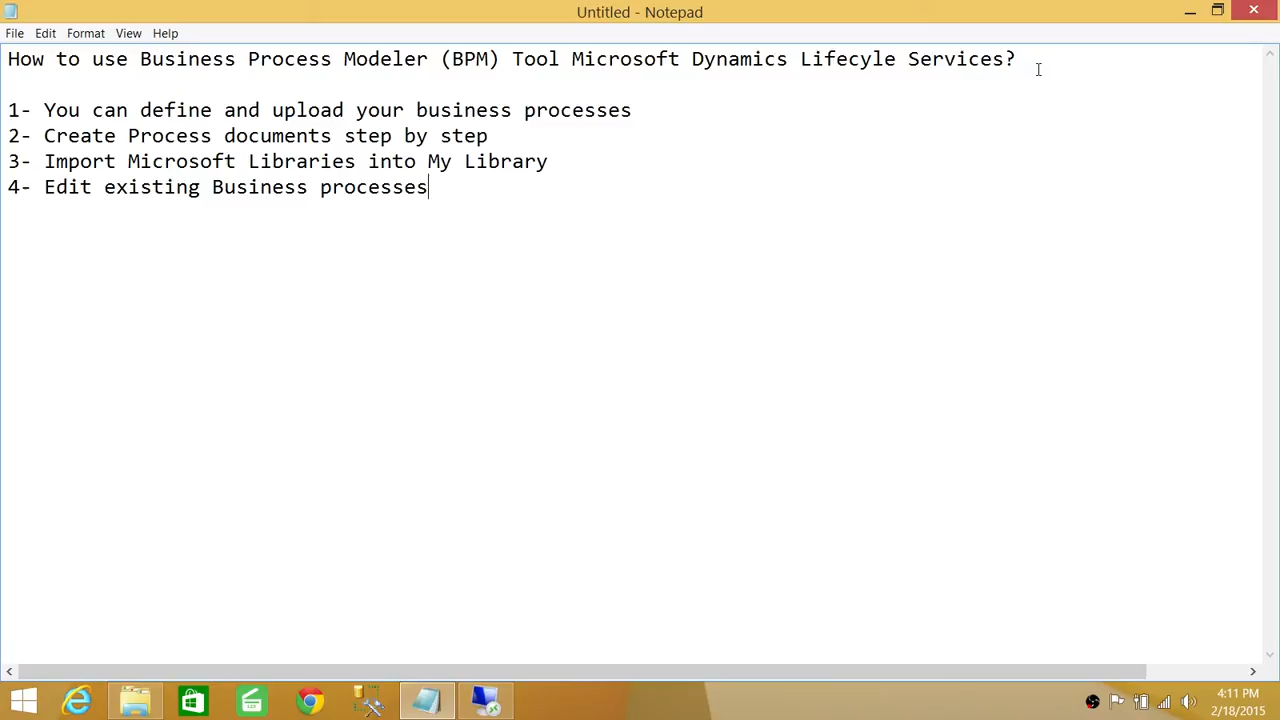 Untitled - Notepad
File Edit Format View Help
How to use Business Process Modeler (BPM) Tool Microsoft Dynamics Lifecyle Services?
1- You can define and upload your business processes
2- Create Process documents step by step
3- Import Microsoft Libraries into My Library
4- Edit existing Business processes
4:11 PM
2/18/2015